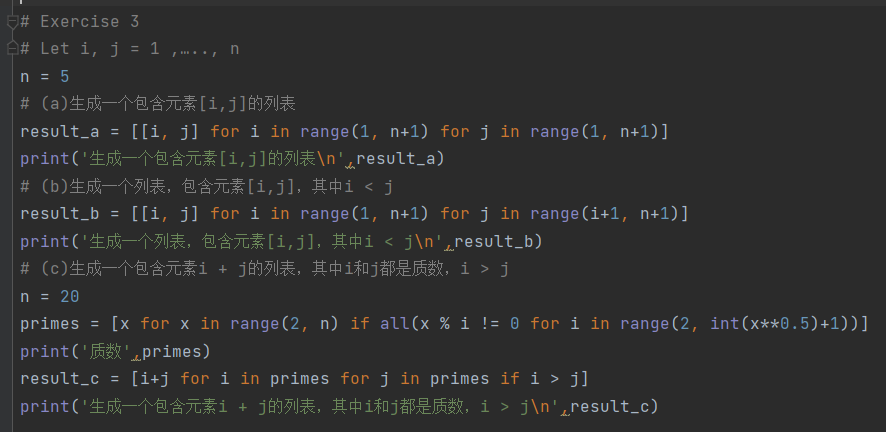 # Exercise 3
# Let i, j = 1 ,….., n
n = 5
# (a)生成一个包含元素[i,j]的列表
result_a = [[i, j] for i in range(1, n+1) for j in range(1, n+1)]
print('生成一个包含元素[i,j]的列表\n',result_a)
# (b)生成一个列表，包含元素[i,j]，其中i < j
result_b = [[i, j] for i in range(1, n+1) for j in range(i+1, n+1)]
print('生成一个列表，包含元素[i,j]，其中i < j\n',result_b)
# (c)生成一个包含元素i + j的列表，其中i和j都是质数，i > j
n = 20
primes = [x for x in range(2, n) if all(x % i != 0 for i in range(2, int(x**0.5)+1))]
print('质数',primes)
result_c = [i+j for i in primes for j in primes if i > j]
print('生成一个包含元素i + j的列表，其中i和j都是质数，i > j\n',result_c)